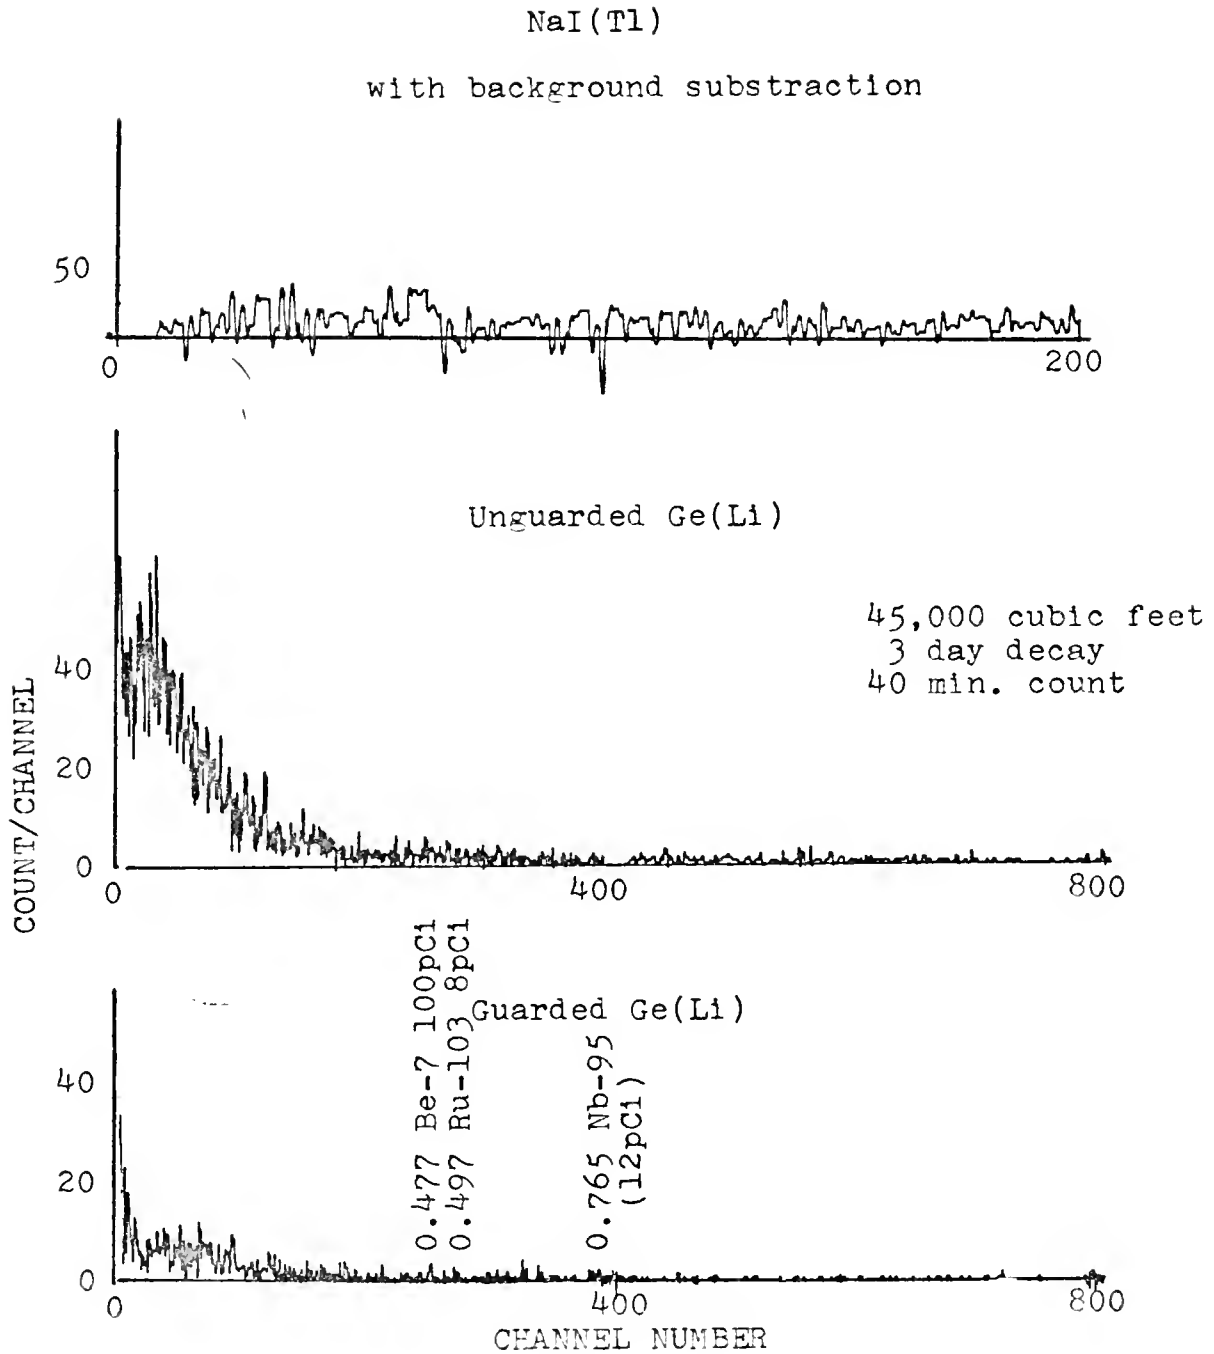 NaI(Tl)
with background substraction
50
0
200
Unguarded Ge(Li)
45,000 cubic feet
3 day decay
40 min. count
40
20
0
0
400
800
COUNT/CHANNEL
0.477 Be-7 100pCi
0.497 Ru-103 8pCi
Guarded Ge(Li)
0.765 Nb-95
(12pCi)
40
20
0
0
400
800
CHANNEL NUMBER